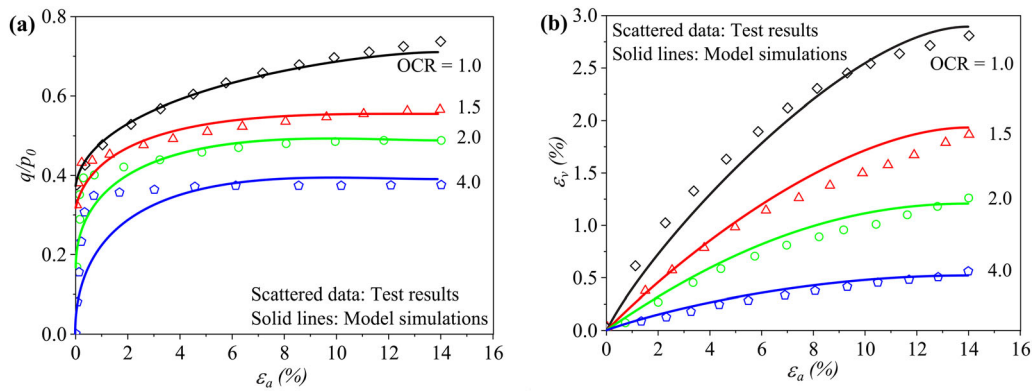 (a)
0.8
0.6
0.4
0.2
0.0
q/p0
OCR = 1.0
1.5
2.0
4.0
Scattered data: Test results
Solid lines: Model simulations
0 2 4 6 8 10 12 14 16
εa (%)
(b)
3.0
2.5
2.0
1.5
1.0
0.5
0.0
εv (%)
Scattered data: Test results
Solid lines: Model simulations
OCR = 1.0
1.5
2.0
4.0
0 2 4 6 8 10 12 14 16
εa (%)